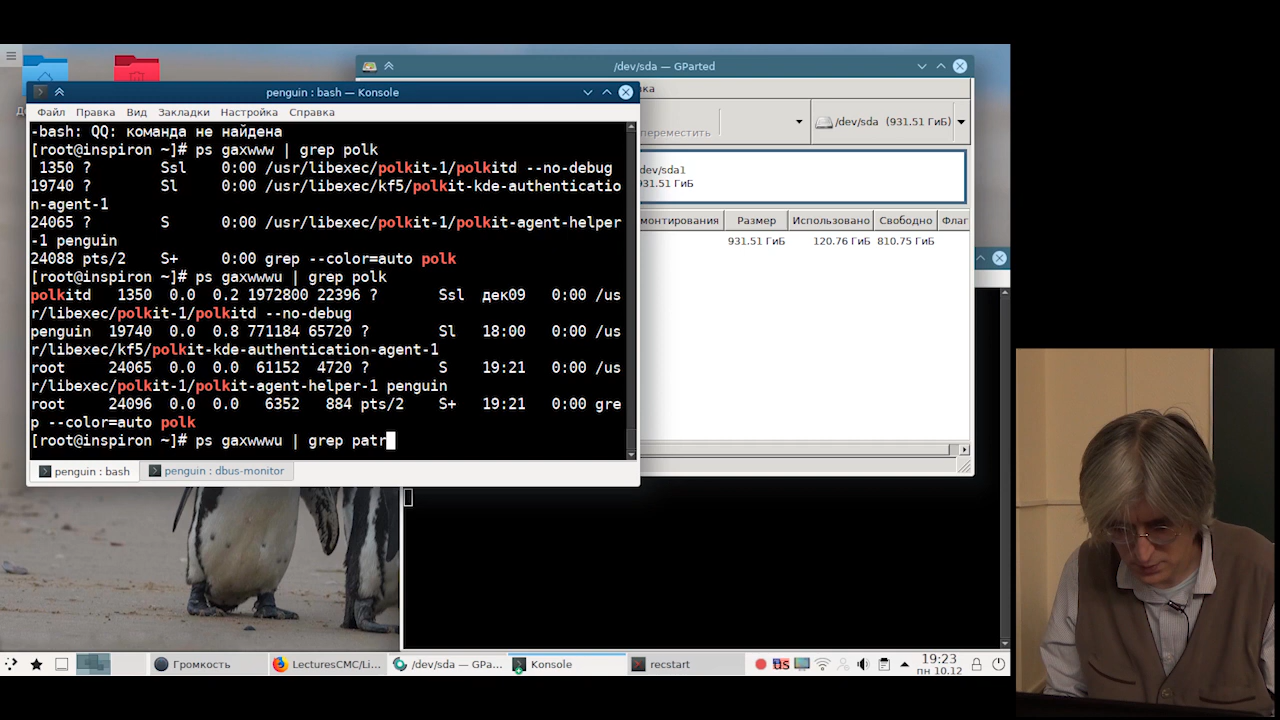 /dev/sda — GParted
penguin : bash — Konsole
Файл Правка Вид Закладки Настройка Справка
-bash: QQ: команда не найдена
[root@inspiron ~]# ps gaxwww | grep polk
1350 ? Ssl 0:00 /usr/libexec/polkit-1/polkitd --no-debug
19740 ? Sl 0:00 /usr/libexec/kf5/polkit-kde-authenticatio
n-agent-1
24065 ? S 0:00 /usr/libexec/polkit-1/polkit-agent-helper
-1 penguin
24088 pts/2 S+ 0:00 grep --color=auto polk
[root@inspiron ~]# ps gaxwwwu | grep polk
polkitd 1350 0.0 0.2 1972800 22396 ? Ssl дек09 0:00 /us
r/libexec/polkit-1/polkitd --no-debug
penguin 19740 0.0 0.8 771184 65720 ? Sl 18:00 0:00 /us
r/libexec/kf5/polkit-kde-authentication-agent-1
root 24065 0.0 0.0 61152 4720 ? S 19:21 0:00 /us
r/libexec/polkit-1/polkit-agent-helper-1 penguin
root 24096 0.0 0.0 6352 884 pts/2 S+ 19:21 0:00 gre
p --color=auto polk
[root@inspiron ~]# ps gaxwwwu | grep patr
penguin : bash penguin : dbus-monitor
ка
переместить /dev/sda (931.51 ГиБ)
dev/sda1
931.51 ГиБ
монтирования Размер Использовано Свободно Флаг
931.51 ГиБ 120.76 ГиБ 810.75 ГиБ
Громкость LecturesCMC/Li... /dev/sda — GPa... Konsole recstart us 19:23
пн 10.12